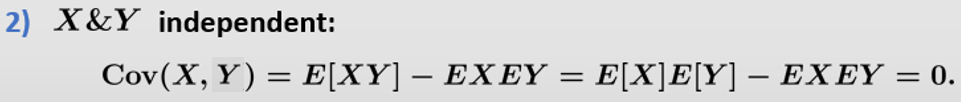 2) X&Y independent:
Cov(X, Y) = E[XY] − EXEY = E[X]E[Y] − EXEY = 0.